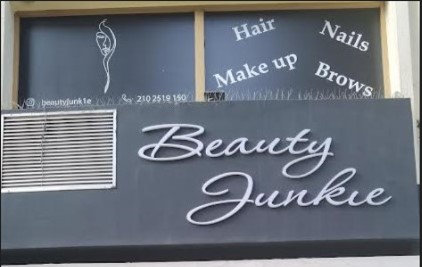 Hair
Nails
Make up
Brows
beautyjunk1e 210 2519 150
Beauty
Junkie